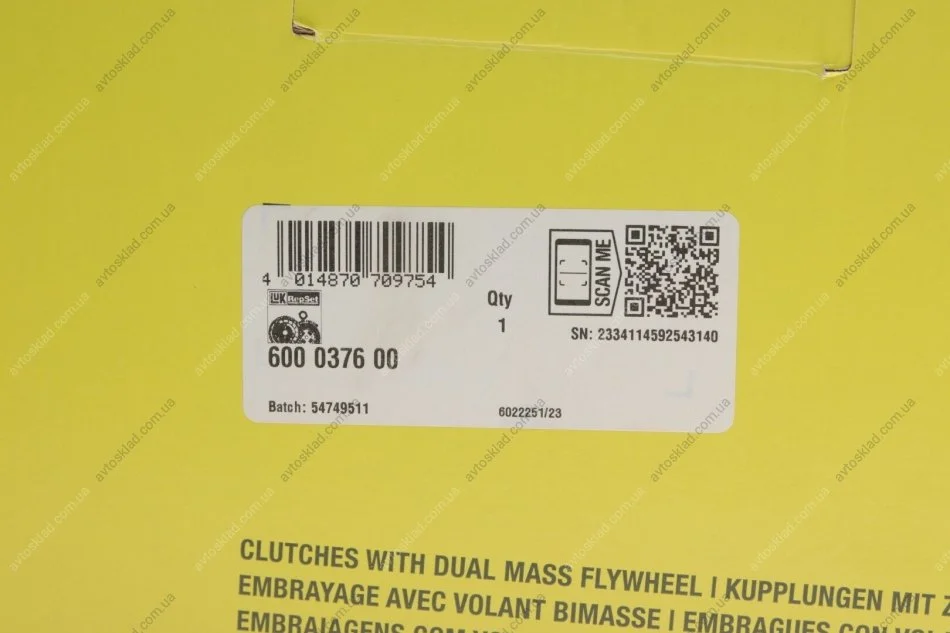 4 014870 709754
LUK RepSet
600 0376 00
Qty
1
SCAN ME
SN: 2334114592543140
Batch: 54749511
6022251/23
CLUTCHES WITH DUAL MASS FLYWHEEL | KUPPLUNGEN MIT
EMBRAYAGE AVEC VOLANT BIMASSE | EMBRAGUES CON
avtosklad.com.ua